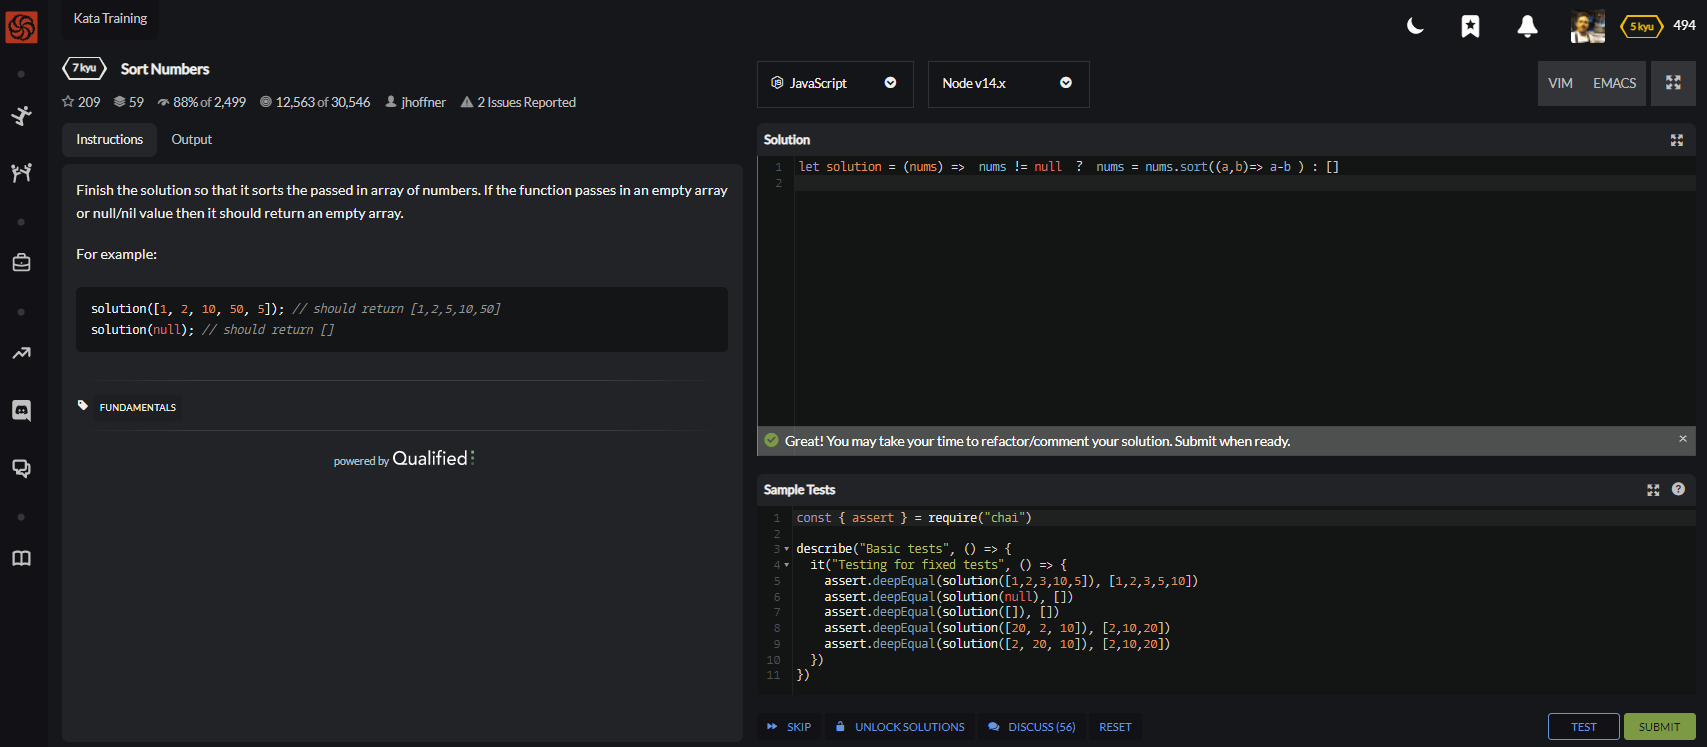 Kata Training
5 kyu 494
7 kyu Sort Numbers
209 59 88% of 2,499 12,563 of 30,546 jhoffner 2 Issues Reported
Instructions Output
Finish the solution so that it sorts the passed in array of numbers. If the function passes in an empty array
or null/nil value then it should return an empty array.
For example:
solution([1, 2, 10, 50, 5]); // should return [1,2,5,10,50]
solution(null); // should return []
FUNDAMENTALS
powered by Qualified
JavaScript Node v14.x VIM EMACS
Solution
1 let solution = (nums) =>  nums != null  ?  nums = nums.sort((a,b)=> a-b ) : []
2
Great! You may take your time to refactor/comment your solution. Submit when ready.
Sample Tests
1 const { assert } = require("chai")
2
3 describe("Basic tests", () => {
4   it("Testing for fixed tests", () => {
5     assert.deepEqual(solution([1,2,3,10,5]), [1,2,3,5,10])
6     assert.deepEqual(solution(null), [])
7     assert.deepEqual(solution([]), [])
8     assert.deepEqual(solution([20, 2, 10]), [2,10,20])
9     assert.deepEqual(solution([2, 20, 10]), [2,10,20])
10   })
11 })
SKIP UNLOCK SOLUTIONS DISCUSS (56) RESET TEST SUBMIT